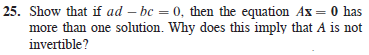 25. Show that if ad – bc = 0, then the equation Ax = 0 has
more than one solution. Why does this imply that A is not
invertible?